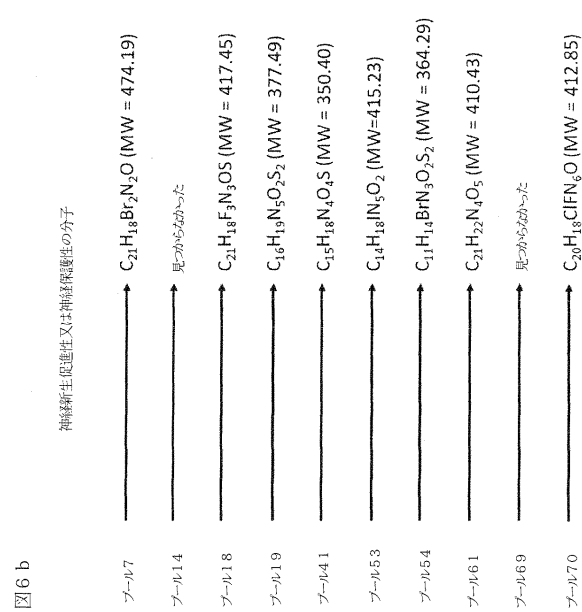 図6b
神経新生促進性又は神経保護性の分子
プール7 C₂₁H₁₈Br₂N₂O (MW = 474.19)
プール14 見つからなかった
プール18 C₂₁H₁₈F₃N₃OS (MW = 417.45)
プール19 C₁₆H₁₉N₅O₂S₂ (MW = 377.49)
プール41 C₁₅H₁₈N₄O₄S (MW = 350.40)
プール53 C₁₄H₁₈IN₅O₂ (MW=415.23)
プール54 C₁₁H₁₄BrN₃O₂S₂ (MW = 364.29)
プール61 C₂₁H₂₂N₄O₅ (MW = 410.43)
プール69 見つからなかった
プール70 C₂₀H₁₈ClFN₆O (MW = 412.85)